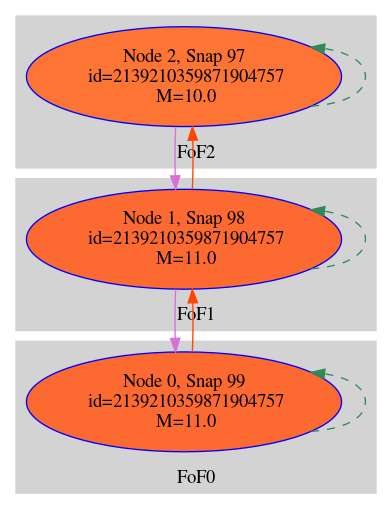 Node 2, Snap 97
id=2139210359871904757
M=10.0
FoF2
Node 1, Snap 98
id=2139210359871904757
M=11.0
FoF1
Node 0, Snap 99
id=2139210359871904757
M=11.0
FoF0